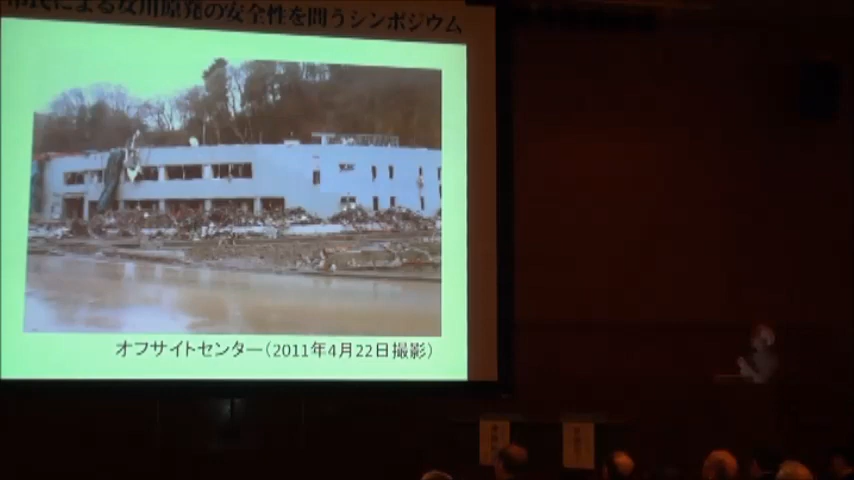 市民による女川原発の安全性を問うシンポジウム
オフサイトセンター(2011年4月22日撮影)